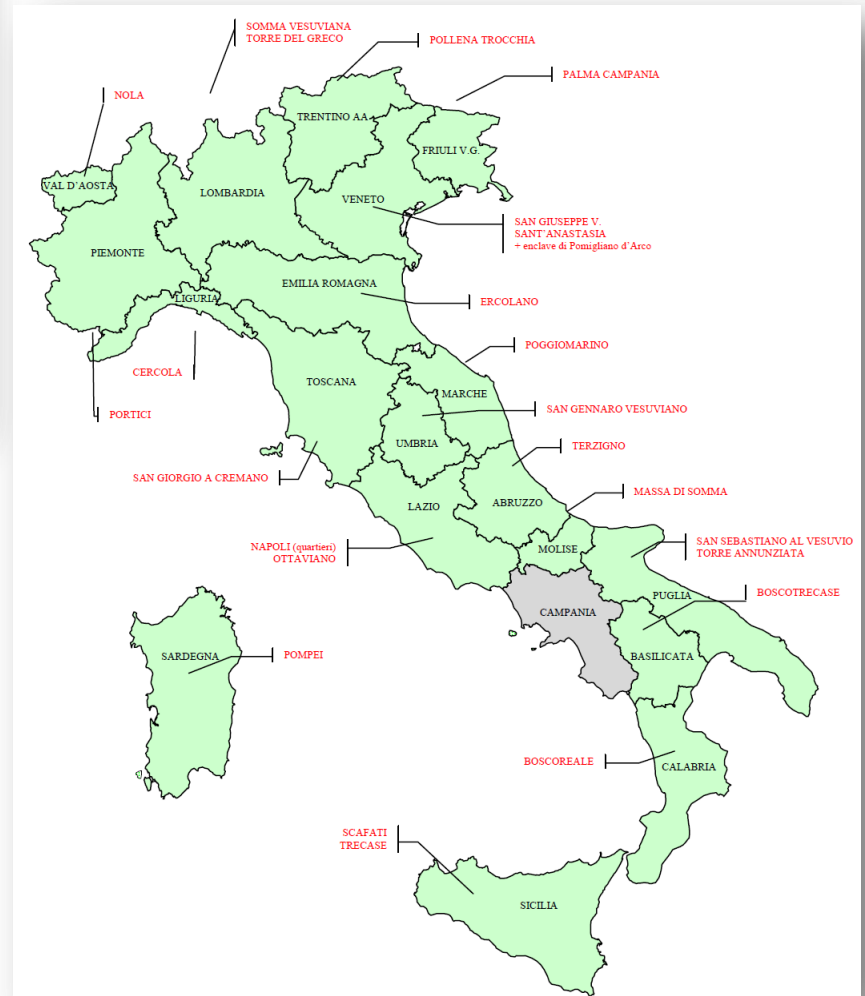 SOMMA VESUVIANA
TORRE DEL GRECO
POLLENA TROCCHIA
PALMA CAMPANIA
NOLA
TRENTINO AA.
FRIULI V.G.
VAL D'AOSTA
LOMBARDIA
VENETO
SAN GIUSEPPE V.
SANT'ANASTASIA
+ enclave di Pomigliano d'Arco
PIEMONTE
EMILIA ROMAGNA
LIGURIA
ERCOLANO
POGGIOMARINO
CERCOLA
TOSCANA
MARCHE
PORTICI
SAN GENNARO VESUVIANO
UMBRIA
TERZIGNO
SAN GIORGIO A CREMANO
MASSA DI SOMMA
LAZIO
ABRUZZO
NAPOLI (quartieri)
OTTAVIANO
MOLISE
SAN SEBASTIANO AL VESUVIO
TORRE ANNUNZIATA
PUGLIA
BOSCOTRECASE
CAMPANIA
SARDEGNA
POMPEI
BASILICATA
BOSCOREALE
CALABRIA
SCAFATI
TRECASE
SICILIA